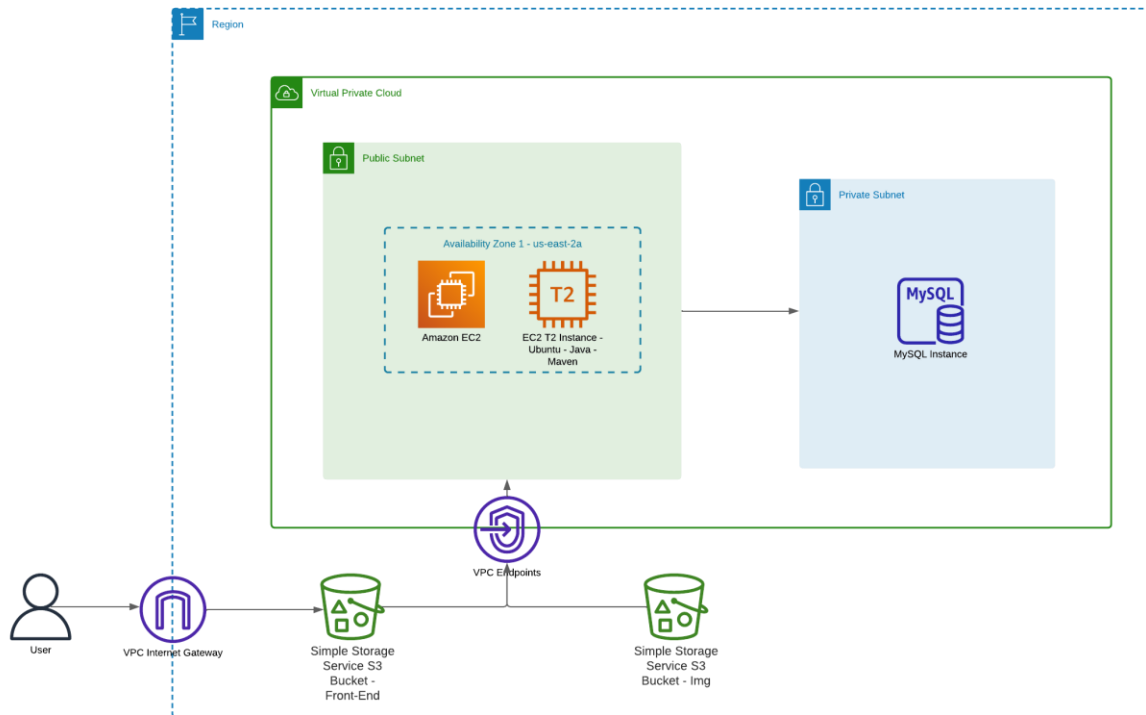 Region
Virtual Private Cloud
Public Subnet
Private Subnet
Availability Zone 1 - us-east-2a
T2
MySQL
Amazon EC2
EC2 T2 Instance -
Ubuntu - Java -
Maven
MySQL Instance
VPC Endpoints
User
VPC Internet Gateway
Simple Storage
Service S3
Bucket -
Front-End
Simple Storage
Service S3
Bucket - Img